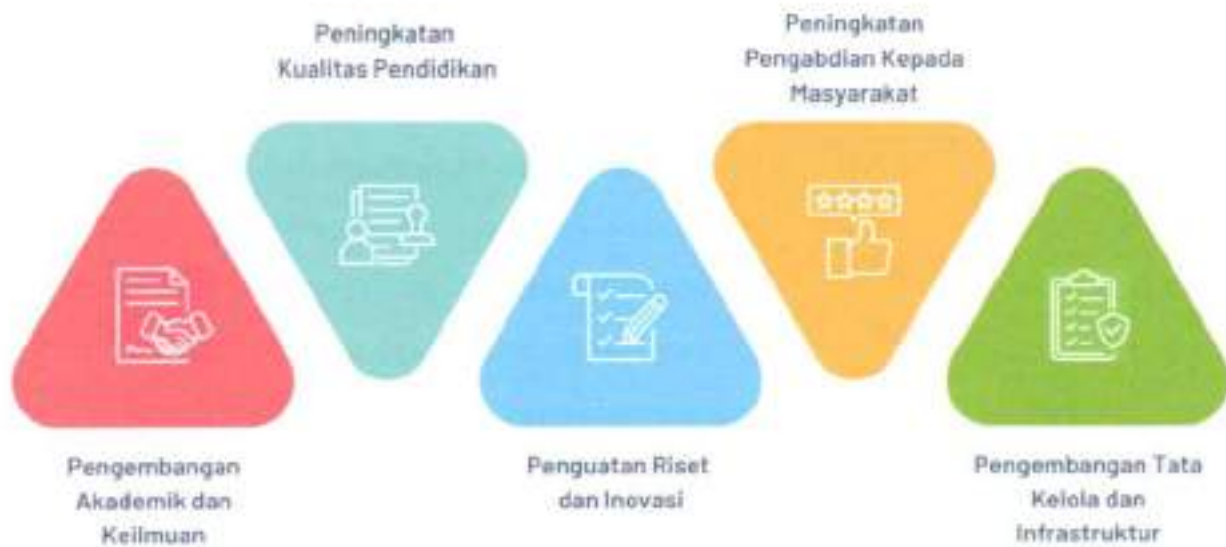 Pengembangan
Akademik dan
Keilmuan
Peningkatan
Kualitas Pendidikan
Penguatan Riset
dan Inovasi
Peningkatan
Pengabdian Kepada
Masyarakat
Pengembangan Tata
Kelola dan
Infrastruktur